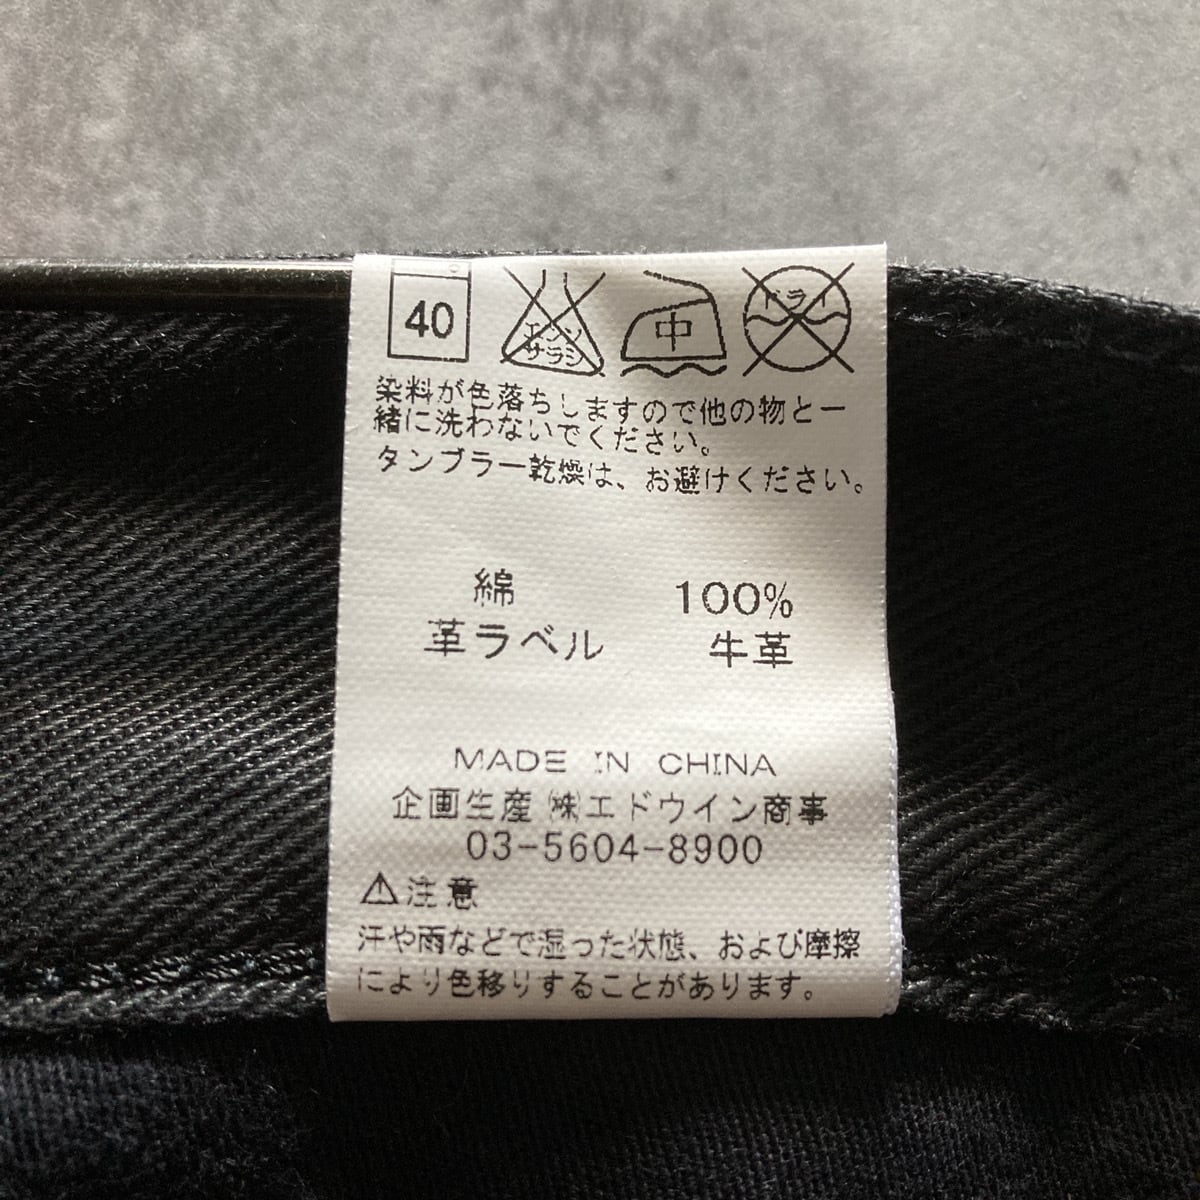 40
エンソ
サラシ
中
ドライ
染料が色落ちしますので他の物と一
緒に洗わないでください。
タンブラー乾燥は、お避けください。
綿 100%
革ラベル 牛革
MADE IN CHINA
企画生産 ㈱エドウイン商事
03-5604-8900
⚠注意
汗や雨などで湿った状態、および摩擦
により色移りすることがあります。